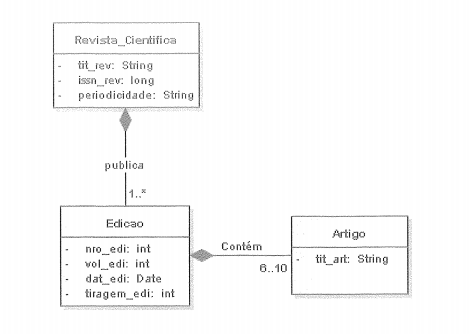 Revista_Cientifica
- tit_rev: String
- issn_rev: long
- periodicidade: String
publica
1..*
Edicao
- nro_edi: int
- vol_edi: int
- dat_edi: Date
- tiragem_edi: int
Contém
6..10
Artigo
- tit_art: String